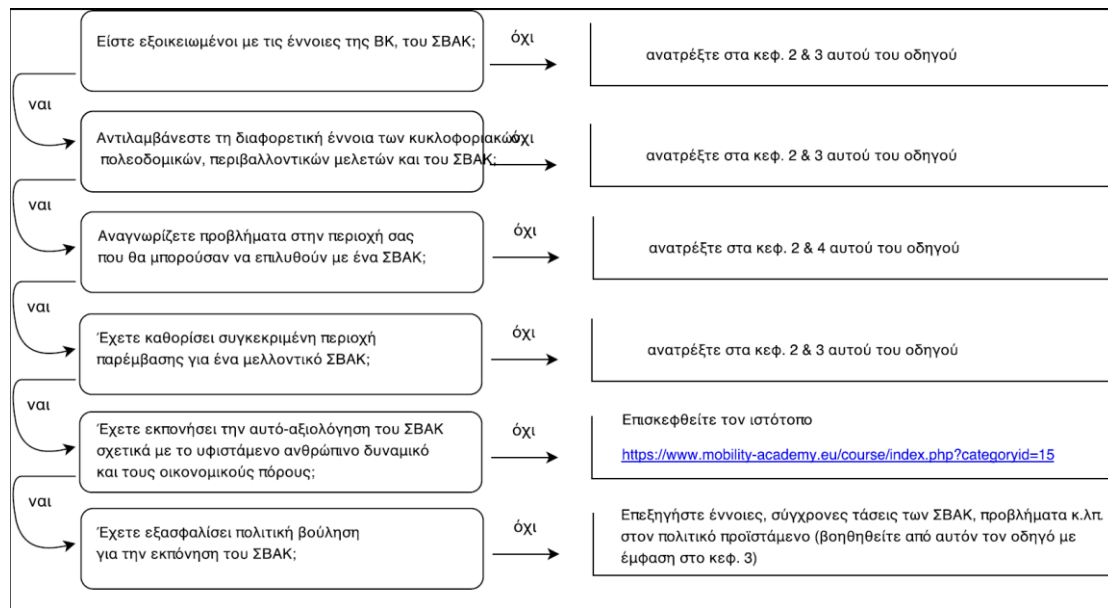 Είστε εξοικειωμένοι με τις έννοιες της ΒΚ, του ΣΒΑΚ;
όχι
ανατρέξτε στα κεφ. 2 & 3 αυτού του οδηγού
ναι
Αντιλαμβάνεστε τη διαφορετική έννοια των κυκλοφοριακών,
πολεοδομικών, περιβαλλοντικών μελετών και του ΣΒΑΚ;
όχι
ανατρέξτε στα κεφ. 2 & 3 αυτού του οδηγού
ναι
Αναγνωρίζετε προβλήματα στην περιοχή σας
που θα μπορούσαν να επιλυθούν με ένα ΣΒΑΚ;
όχι
ανατρέξτε στα κεφ. 2 & 4 αυτού του οδηγού
ναι
Έχετε καθορίσει συγκεκριμένη περιοχή
παρέμβασης για ένα μελλοντικό ΣΒΑΚ;
όχι
ανατρέξτε στα κεφ. 2 & 3 αυτού του οδηγού
ναι
Έχετε εκπονήσει την αυτό-αξιολόγηση του ΣΒΑΚ
σχετικά με το υφιστάμενο ανθρώπινο δυναμικό
και τους οικονομικούς πόρους;
όχι
Επισκεφθείτε τον ιστότοπο
https://www.mobility-academy.eu/course/index.php?categoryid=15
ναι
Έχετε εξασφαλίσει πολιτική βούληση
για την εκπόνηση του ΣΒΑΚ;
όχι
Επεξηγήστε έννοιες, σύγχρονες τάσεις των ΣΒΑΚ, προβλήματα κ.λπ.
στον πολιτικό προϊστάμενο (βοηθηθείτε από αυτόν τον οδηγό με
έμφαση στο κεφ. 3)